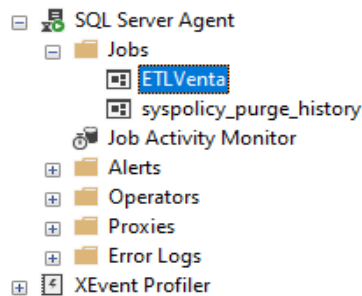 SQL Server Agent
Jobs
ETLVenta
syspolicy_purge_history
Job Activity Monitor
Alerts
Operators
Proxies
Error Logs
XEvent Profiler